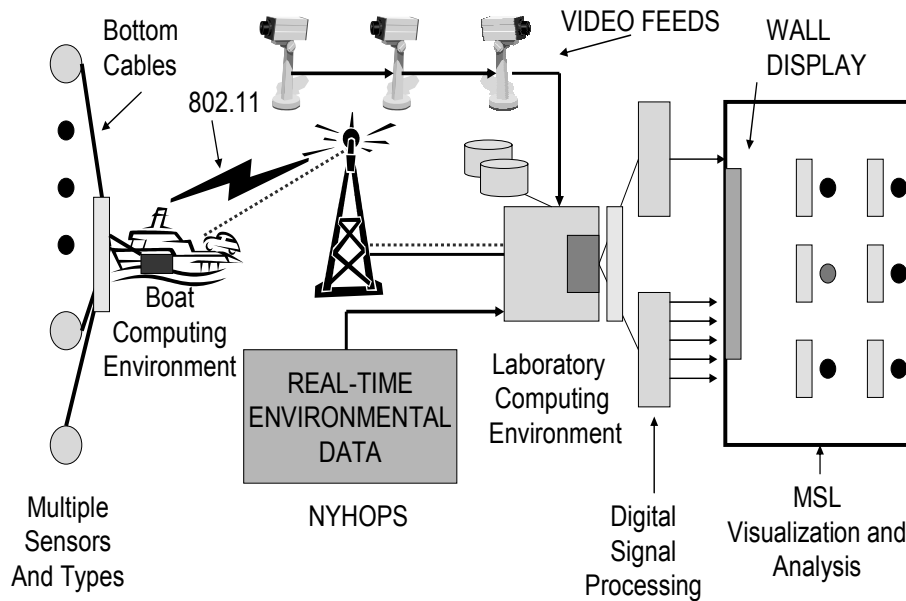 Bottom
Cables
802.11
VIDEO FEEDS
WALL
DISPLAY
Boat
Computing
Environment
REAL-TIME
ENVIRONMENTAL
DATA
NYHOPS
Laboratory
Computing
Environment
Multiple
Sensors
And Types
Digital
Signal
Processing
MSL
Visualization and
Analysis